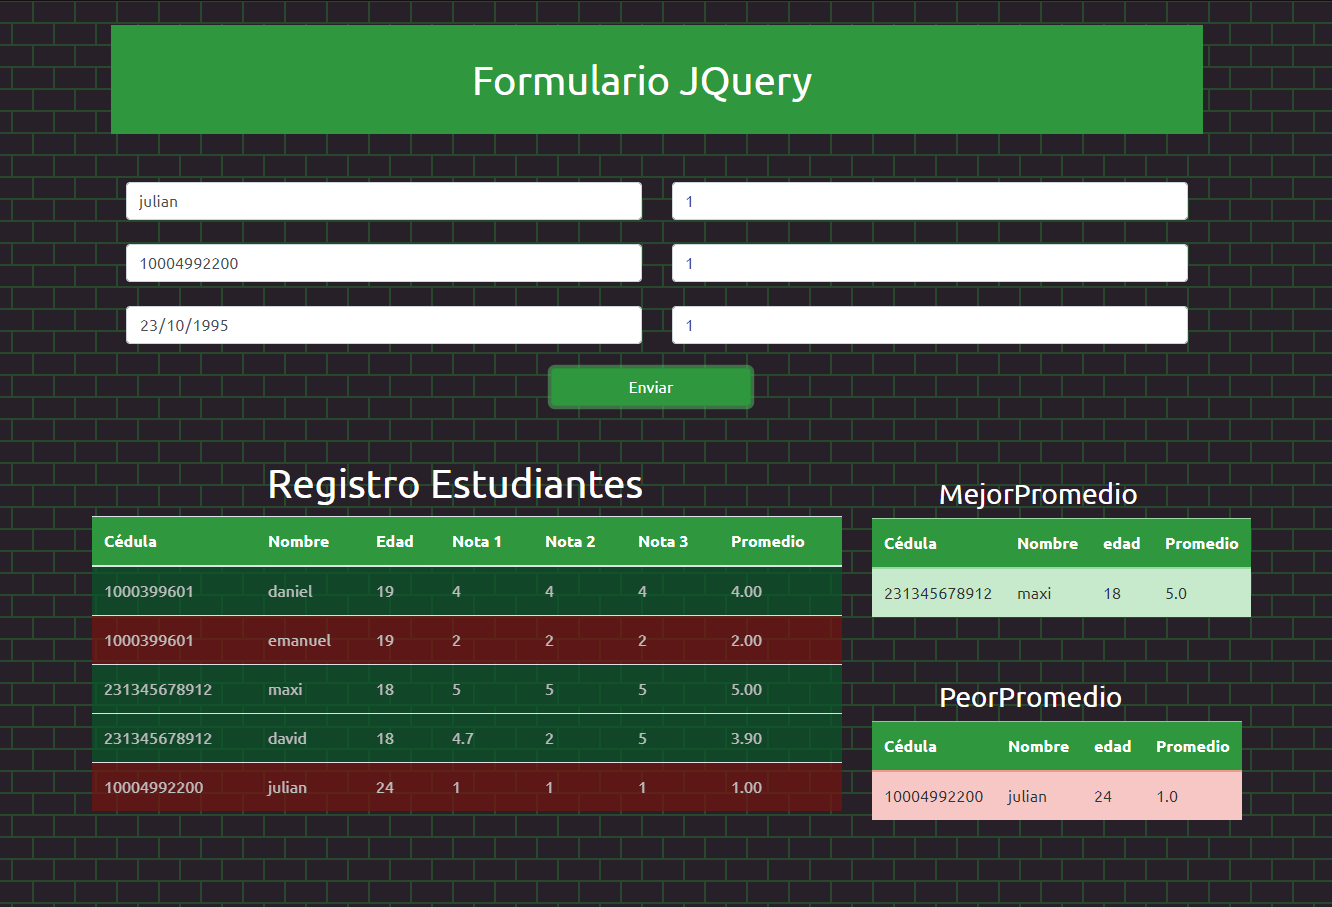 Formulario JQuery
julian 1
10004992200 1
23/10/1995 1
Enviar
Registro Estudiantes
Cédula Nombre Edad Nota 1 Nota 2 Nota 3 Promedio
1000399601 daniel 19 4 4 4 4.00
1000399601 emanuel 19 2 2 2 2.00
231345678912 maxi 18 5 5 5 5.00
231345678912 david 18 4.7 2 5 3.90
10004992200 julian 24 1 1 1 1.00
MejorPromedio
Cédula Nombre edad Promedio
231345678912 maxi 18 5.0
PeorPromedio
Cédula Nombre edad Promedio
10004992200 julian 24 1.0